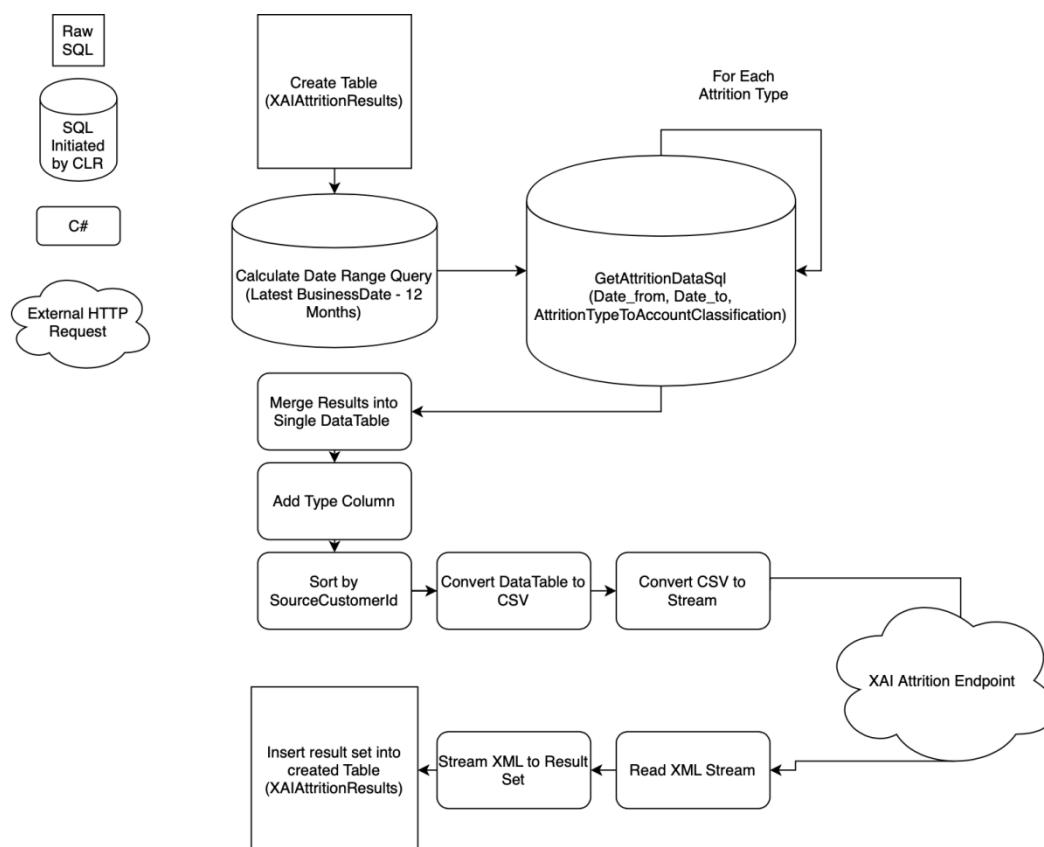 Raw
SQL
SQL
Initiated
by CLR
C#
External HTTP
Request
Create Table
(XAIAttritionResults)
For Each
Attrition Type
Calculate Date Range Query
(Latest BusinessDate - 12
Months)
GetAttritionDataSql
(Date_from, Date_to,
AttritionTypeToAccountClassification)
Merge Results into
Single DataTable
Add Type Column
Sort by
SourceCustomerId
Convert DataTable to
CSV
Convert CSV to
Stream
XAI Attrition Endpoint
Read XML Stream
Stream XML to Result
Set
Insert result set into
created Table
(XAIAttritionResults)